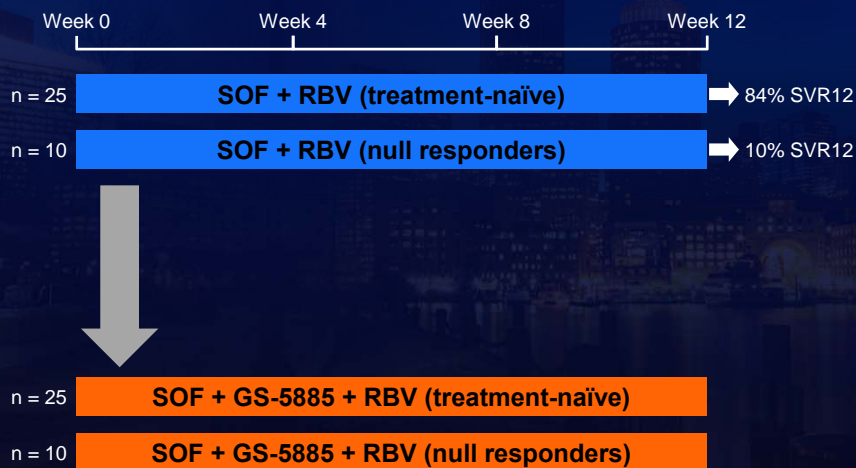 Week 0 Week 4 Week 8 Week 12
n = 25 SOF + RBV (treatment-naïve) 84% SVR12
n = 10 SOF + RBV (null responders) 10% SVR12
n = 25 SOF + GS-5885 + RBV (treatment-naïve)
n = 10 SOF + GS-5885 + RBV (null responders)